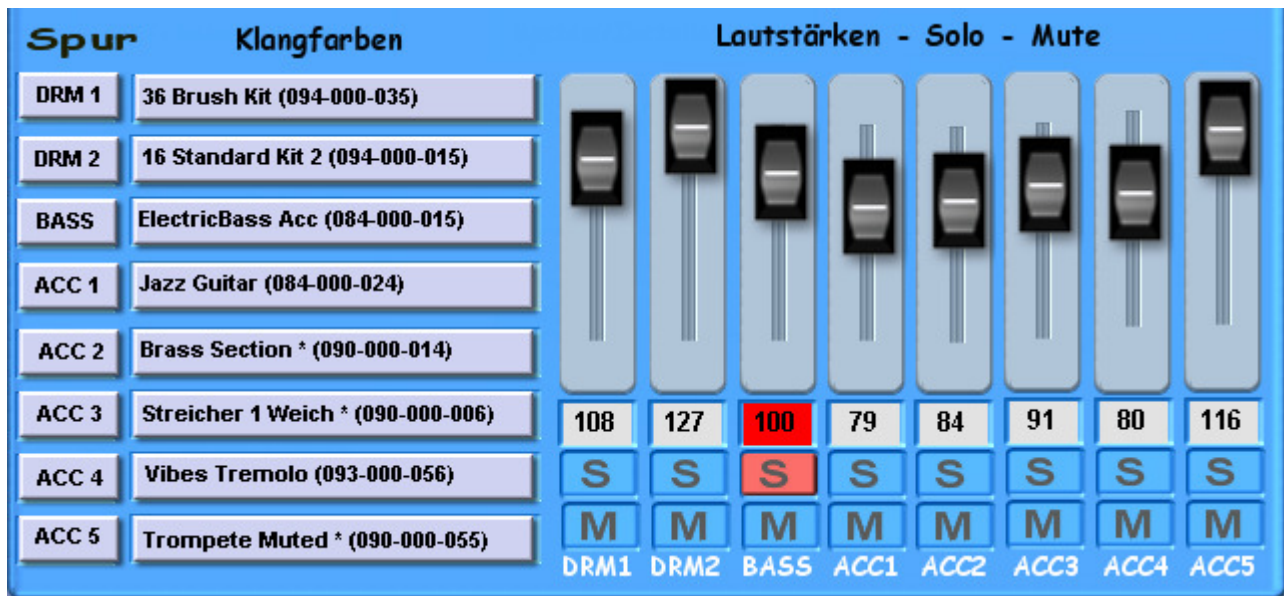 Spur Klangfarben Lautstärken - Solo - Mute
DRM 1 36 Brush Kit (094-000-035)
DRM 2 16 Standard Kit 2 (094-000-015)
BASS ElectricBass Acc (084-000-015)
ACC 1 Jazz Guitar (084-000-024)
ACC 2 Brass Section * (090-000-014)
ACC 3 Streicher 1 Weich * (090-000-006)
ACC 4 Vibes Tremolo (093-000-056)
ACC 5 Trompete Muted * (090-000-055)
108 127 100 79 84 91 80 116
S S S S S S S S
M M M M M M M M
DRM1 DRM2 BASS ACC1 ACC2 ACC3 ACC4 ACC5